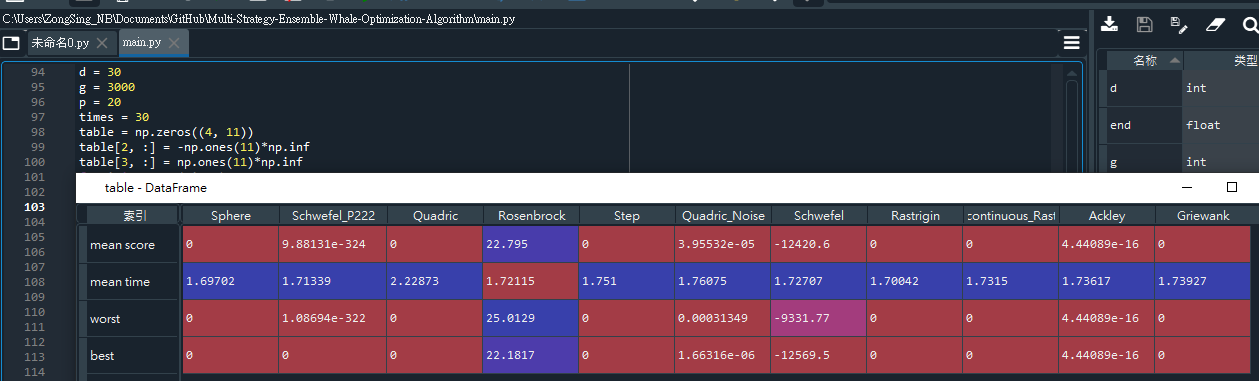 C:\Users\ZongSing_NB\Documents\GitHub\Multi-Strategy-Ensemble-Whale-Optimization-Algorithm\main.py
未命名0.py main.py
名称 类型
94 d = 30
95 g = 3000
96 p = 20
97 times = 30
98 table = np.zeros((4, 11))
99 table[2, :] = -np.ones(11)*np.inf
100 table[3, :] = np.ones(11)*np.inf
101
102
103
104
105
106
107
108
109
110
111
112
113
114
d int
end float
g int
table - DataFrame
索引 Sphere Schwefel_P222 Quadric Rosenbrock Step Quadric_Noise Schwefel Rastrigin continuous_Rast Ackley Griewank
mean score 0 9.88131e-324 0 22.795 0 3.95532e-05 -12420.6 0 0 4.44089e-16 0
mean time 1.69702 1.71339 2.22873 1.72115 1.751 1.76075 1.72707 1.70042 1.7315 1.73617 1.73927
worst 0 1.08694e-322 0 25.0129 0 0.00031349 -9331.77 0 0 4.44089e-16 0
best 0 0 0 22.1817 0 1.66316e-06 -12569.5 0 0 4.44089e-16 0